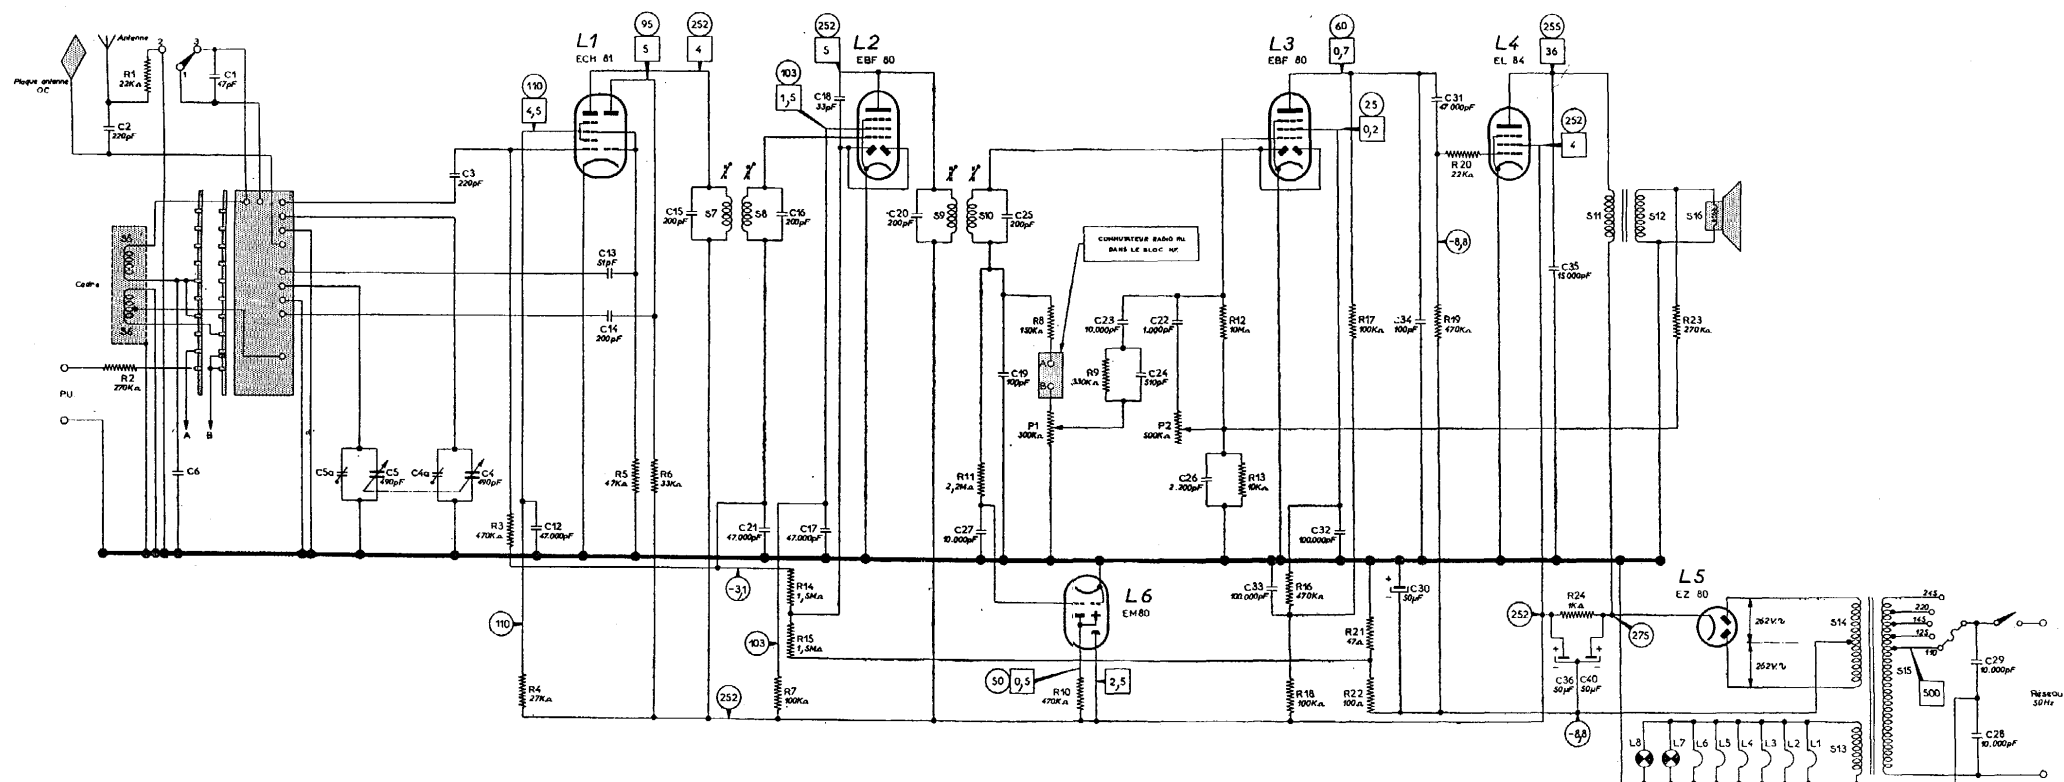 Plaque antenne
OC
Antenne
R1
22KΩ
2
3
1
C1
47pF
C2
220pF
L1
ECH 81
95
5
252
4
110
4,5
C3
220pF
103
1,5
252
5
L2
EBF 80
C18
33pF
L3
EBF 80
60
0,7
25
0,2
C31
47.000pF
L4
EL 84
255
36
252
4
R20
22KΩ
-8,8
C15
200pF
S7
S8
C16
200pF
C20
200pF
S9
S10
C25
200pF
S11
S12
S16
COMMUTATEUR RADIO PU.
DANS LE BLOC HF.
S5
Cadre
S6
C13
51pF
C14
200pF
C35
15.000pF
R8
150KΩ
C23
10.000pF
C22
1.000pF
R12
10MΩ
R17
100KΩ
C34
100pF
R19
470KΩ
R23
270KΩ
R2
270KΩ
PU
C19
100pF
A
B
R9
330KΩ
C24
510pF
P1
500KΩ
P2
500KΩ
A
B
C6
C5a
C5
490pF
C4a
C4
490pF
R5
47KΩ
R6
33KΩ
R11
2,2MΩ
C26
2.200pF
R13
10KΩ
R3
470KΩ
C12
47.000pF
C21
47.000pF
C17
47.000pF
C27
10.000pF
C32
100.000pF
-3,1
R14
1,5MΩ
L6
EM80
C33
100.000pF
R16
470KΩ
C30
50µF
L5
EZ 80
110
103
R15
1,5MΩ
R21
47Ω
252
R24
1KΩ
275
262V.~
262V.~
S14
245
220
145
125
110
S15
500
C29
10.000pF
R4
27KΩ
252
R7
100KΩ
50
0,5
R10
470KΩ
2,5
R18
100KΩ
R22
100Ω
C36
50µF
C40
50µF
-8,8
Réseau
50Hz
L8
L7
L6
L5
L4
L3
L2
L1
S13
C28
10.000pF